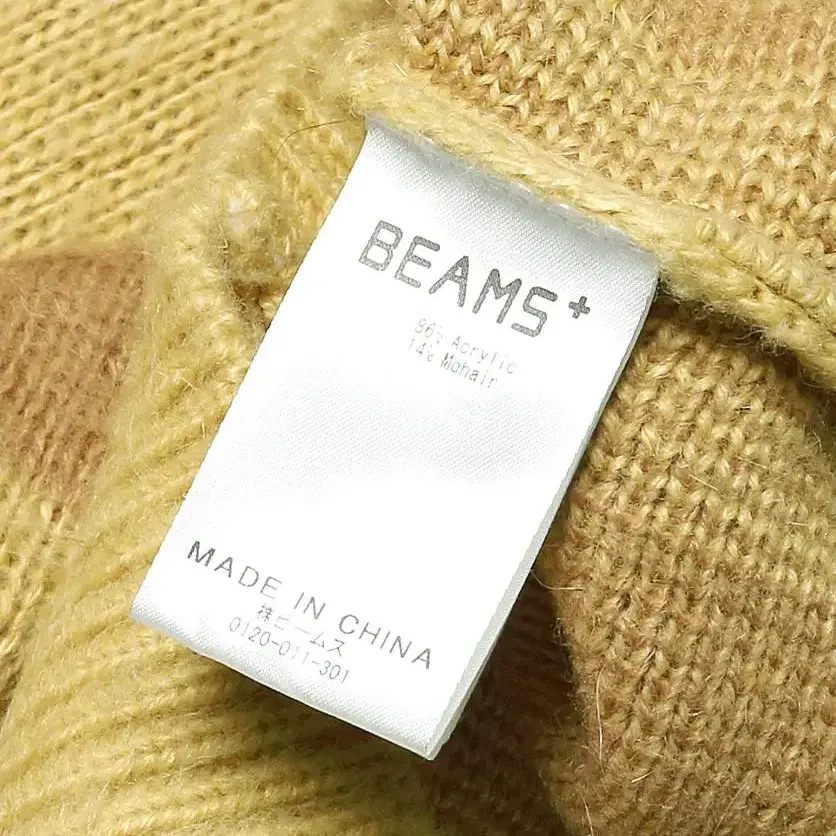 BEAMS+
86% Acrylic
14% Mohair
MADE IN CHINA
㈱ビームス
0120-011-301